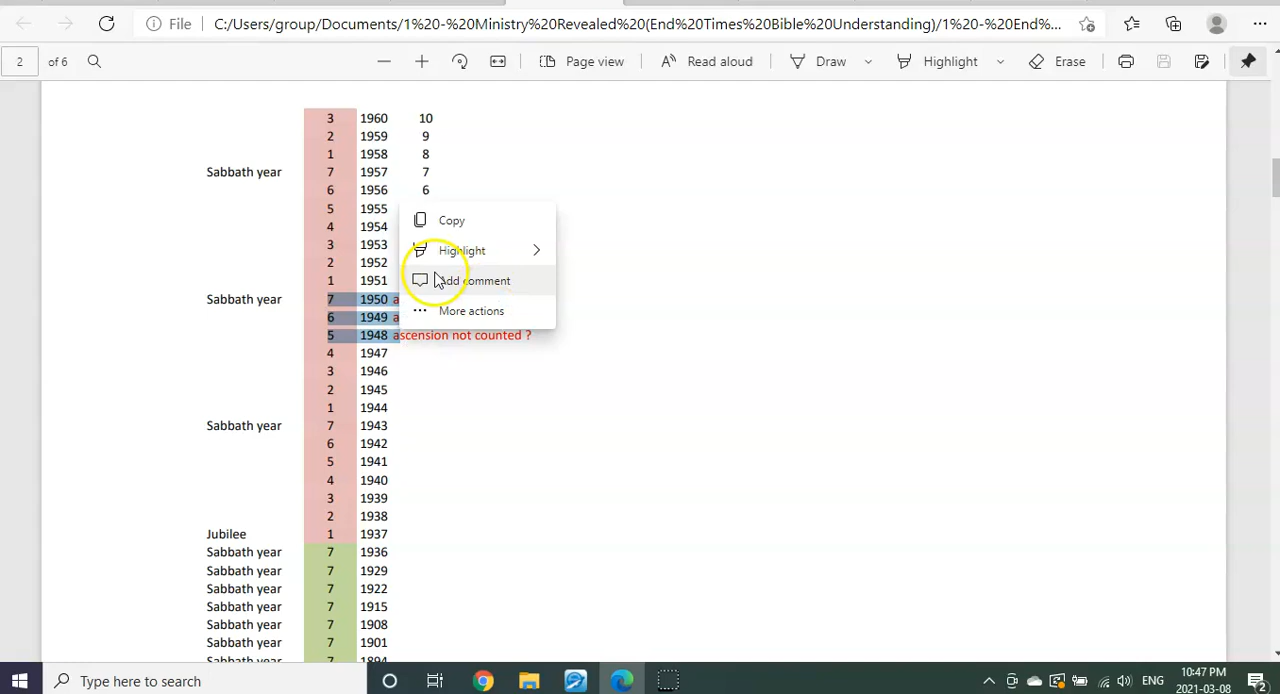 File C:/Users/group/Documents/1%20-%20Ministry%20Revealed%20(End%20Times%20Bible%20Understanding)/1%20-%20End%...
2 of 6 Page view Read aloud Draw Highlight Erase
3 1960 10
2 1959 9
1 1958 8
Sabbath year 7 1957 7
6 1956 6
5 1955
4 1954
3 1953
2 1952
1 1951
Sabbath year 7 1950 a
6 1949 a
5 1948 ascension not counted ?
Copy
Highlight
Add comment
More actions
4 1947
3 1946
2 1945
1 1944
Sabbath year 7 1943
6 1942
5 1941
4 1940
3 1939
2 1938
Jubilee 1 1937
Sabbath year 7 1936
Sabbath year 7 1929
Sabbath year 7 1922
Sabbath year 7 1915
Sabbath year 7 1908
Sabbath year 7 1901
Sabbath year 7 1894
Type here to search
ENG
10:47 PM
2021-03-08
2